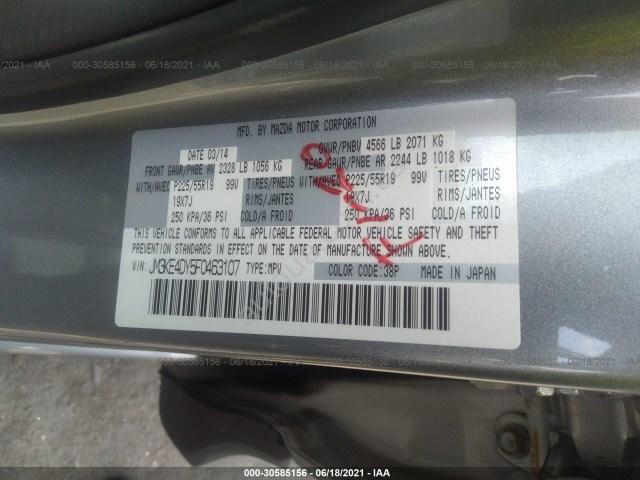 000-30585156 - 06/18/2021 - IAA
MFD. BY MAZDA MOTOR CORPORATION
DATE 03/14 GVWR/PNBV 4566 LB 2071 KG
FRONT GAWR/PNBE AV 2328 LB 1056 KG REAR GAWR/PNBE AR 2244 LB 1018 KG
WITH/AVEC P225/55R19 99V TIRES/PNEUS WITH/AVEC P225/55R19 99V TIRES/PNEUS
19X7J RIMS/JANTES 19X7J RIMS/JANTES
250 KPA/36 PSI COLD/A FROID 250 KPA/36 PSI COLD/A FROID
THIS VEHICLE CONFORMS TO ALL APPLICABLE FEDERAL MOTOR VEHICLE SAFETY AND THEFT
PREVENTION STANDARDS IN EFFECT ON THE DATE OF MANUFACTURE SHOWN ABOVE.
VIN: JM3KE4DY5F0463107 TYPE: MPV COLOR CODE: 38P MADE IN JAPAN
000-30585156 - 06/18/2021 - IAA